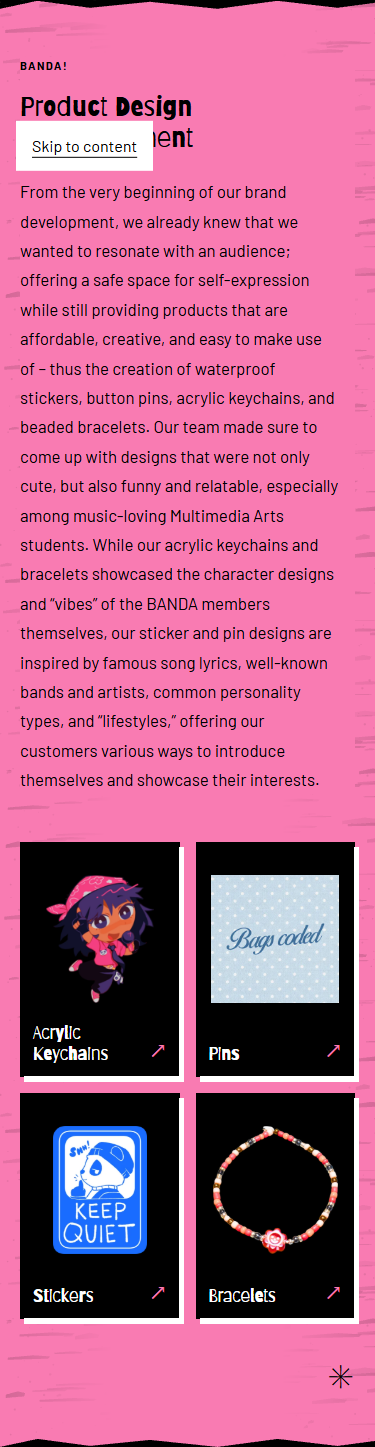 BANDA!
Product Design
ent
Skip to content
From the very beginning of our brand
development, we already knew that we
wanted to resonate with an audience;
offering a safe space for self-expression
while still providing products that are
affordable, creative, and easy to make use
of – thus the creation of waterproof
stickers, button pins, acrylic keychains, and
beaded bracelets. Our team made sure to
come up with designs that were not only
cute, but also funny and relatable, especially
among music-loving Multimedia Arts
students. While our acrylic keychains and
bracelets showcased the character designs
and “vibes” of the BANDA members
themselves, our sticker and pin designs are
inspired by famous song lyrics, well-known
bands and artists, common personality
types, and “lifestyles,” offering our
customers various ways to introduce
themselves and showcase their interests.
Bags coded
Acrylic
Keychains
Pins
SHH!
KEEP
QUIET
Stickers
Bracelets